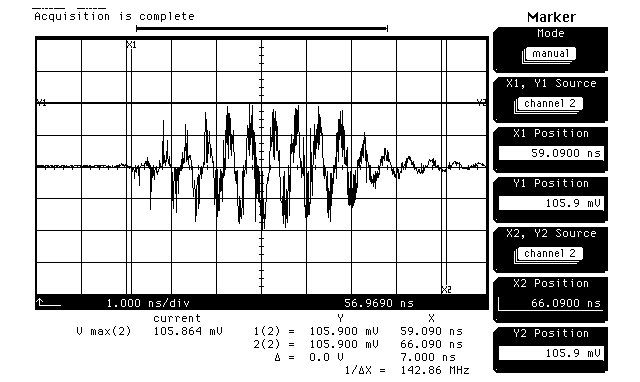 Acquisition is complete
Marker
Mode
manual
X1, Y1 Source
channel 2
X1 Position
59.0900 ns
Y1 Position
105.9 mV
X2, Y2 Source
channel 2
X2 Position
66.0900 ns
Y2 Position
105.9 mV
X1
Y1
Y2
X2
1.000 ns/div 56.9690 ns
current Y X
V max(2) 105.864 mV 1(2) = 105.900 mV 59.090 ns
2(2) = 105.900 mV 66.090 ns
Δ = 0.0 V 7.000 ns
1/ΔX = 142.86 MHz